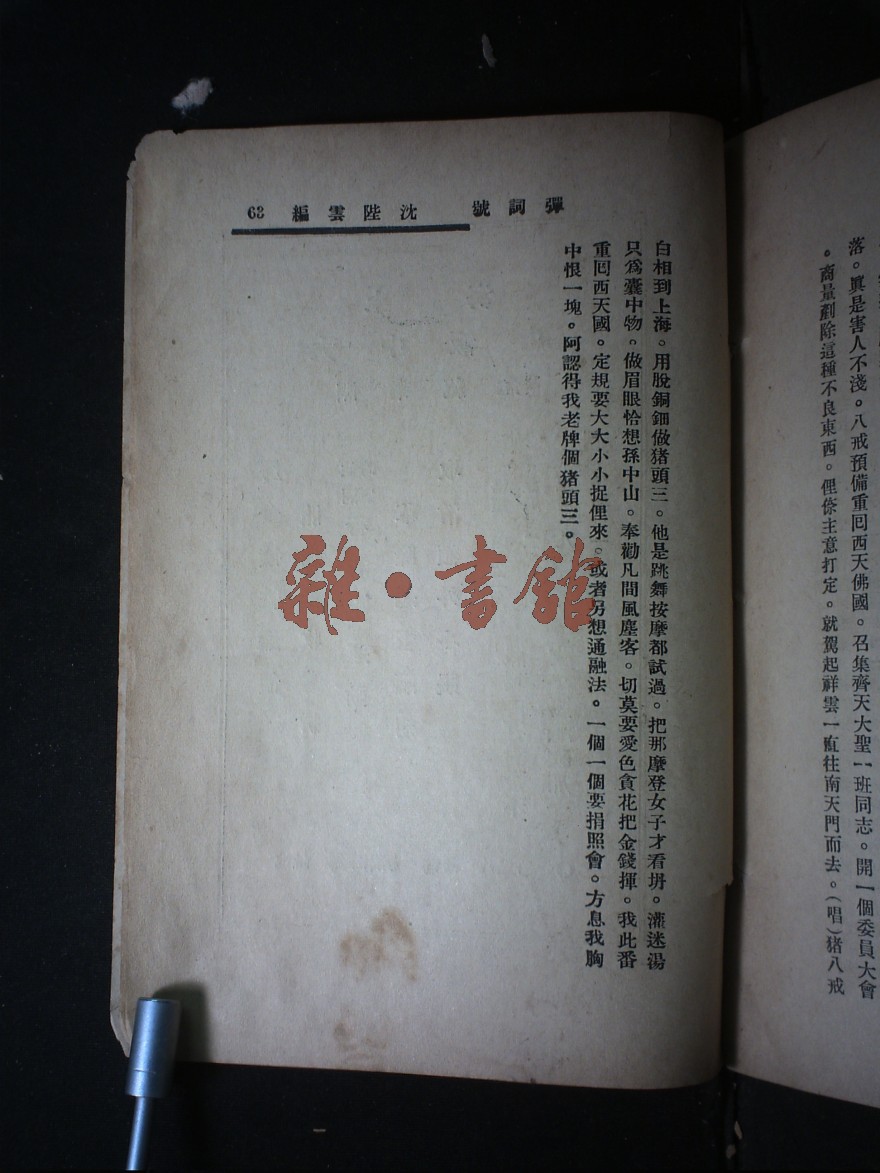 落。眞是害人不淺。八戒預備重囘西天佛國。召集齊天大聖一班同志。開一個委員大會
。商量剷除這種不良東西。俚倷主意打定。就駕起祥雲一直往南天門而去。(唱)猪八戒
彈詞號 沈陛雲編 63
白相到上海。用脫銅鈿做猪頭三。他是跳舞按摩都試過。把那摩登女子才看坍。灌迷湯
只爲囊中物。做眉眼恰想孫中山。奉勸凡間風塵客。切莫要愛色貪花把金錢揮。我此番
重囘西天國。定規要大大小小捉俚來。或者另想通融法。一個一個要捐照會。方息我胸
中恨一塊。阿認得我老牌個猪頭三。
雜·書館